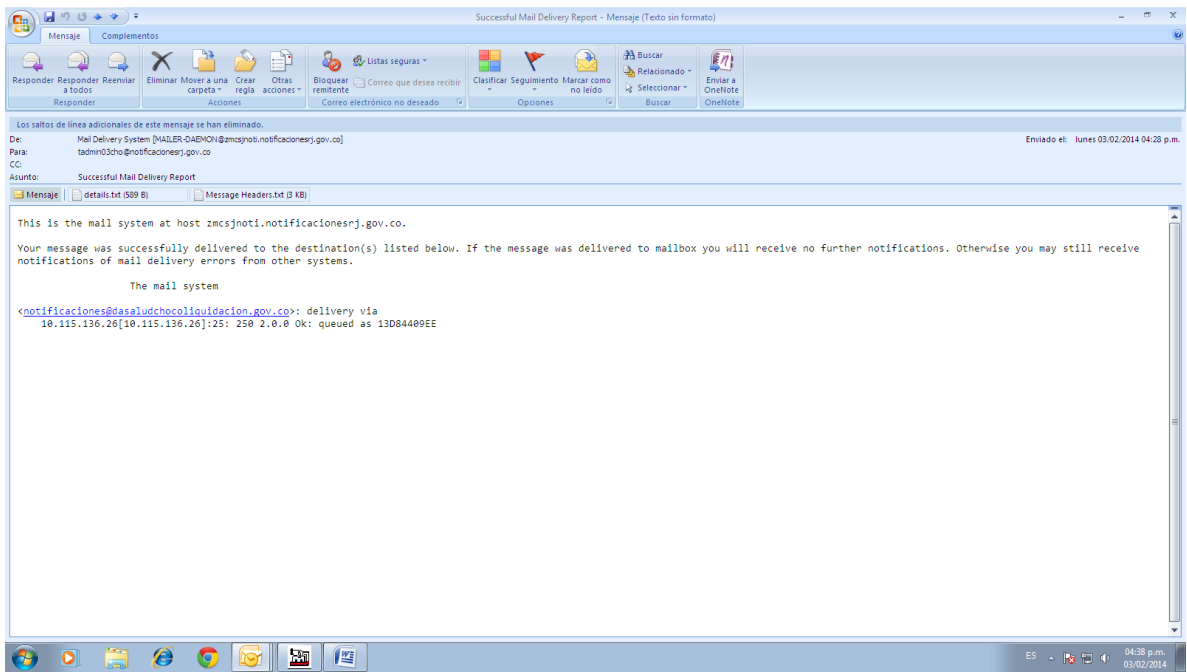 Successful Mail Delivery Report - Mensaje (Texto sin formato)
Mensaje Complementos
Responder Responder a todos Reenviar
Responder
Eliminar Mover a una carpeta Crear regla Otras acciones
Acciones
Bloquear remitente Listas seguras Correo que desea recibir
Correo electrónico no deseado
Clasificar Seguimiento Marcar como no leído
Opciones
Buscar
Relacionado
Seleccionar
Buscar
Enviar a OneNote
OneNote
Los saltos de línea adicionales de este mensaje se han eliminado.
De: Mail Delivery System [MAILER-DAEMON@zmcsjnoti.notificacionesrj.gov.co] Enviado el: lunes 03/02/2014 04:28 p.m.
Para: tadmin03cho@notificacionesrj.gov.co
CC:
Asunto: Successful Mail Delivery Report
Mensaje details.txt (589 B) Message Headers.txt (3 KB)
This is the mail system at host zmcsjnoti.notificacionesrj.gov.co.
Your message was successfully delivered to the destination(s) listed below. If the message was delivered to mailbox you will receive no further notifications. Otherwise you may still receive
notifications of mail delivery errors from other systems.
The mail system
<notificaciones@dasaludchocoliquidacion.gov.co>: delivery via
10.115.136.26[10.115.136.26]:25: 250 2.0.0 Ok: queued as 13D84409EE
ES 04:38 p.m.
03/02/2014